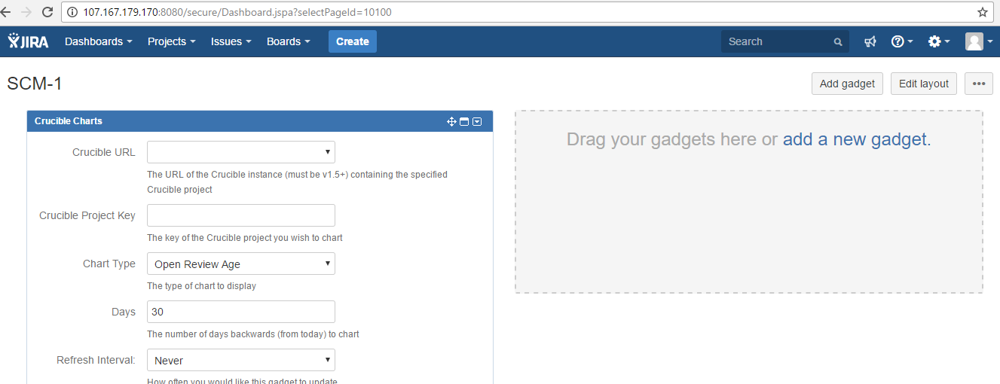 107.167.179.170:8080/secure/Dashboard.jspa?selectPageId=10100
JIRA Dashboards Projects Issues Boards Create Search
SCM-1
Add gadget Edit layout
Crucible Charts
Drag your gadgets here or add a new gadget.
Crucible URL
The URL of the Crucible instance (must be v1.5+) containing the specified
Crucible project
Crucible Project Key
The key of the Crucible project you wish to chart
Chart Type Open Review Age
The type of chart to display
Days 30
The number of days backwards (from today) to chart
Refresh Interval: Never
How often you would like this gadget to update